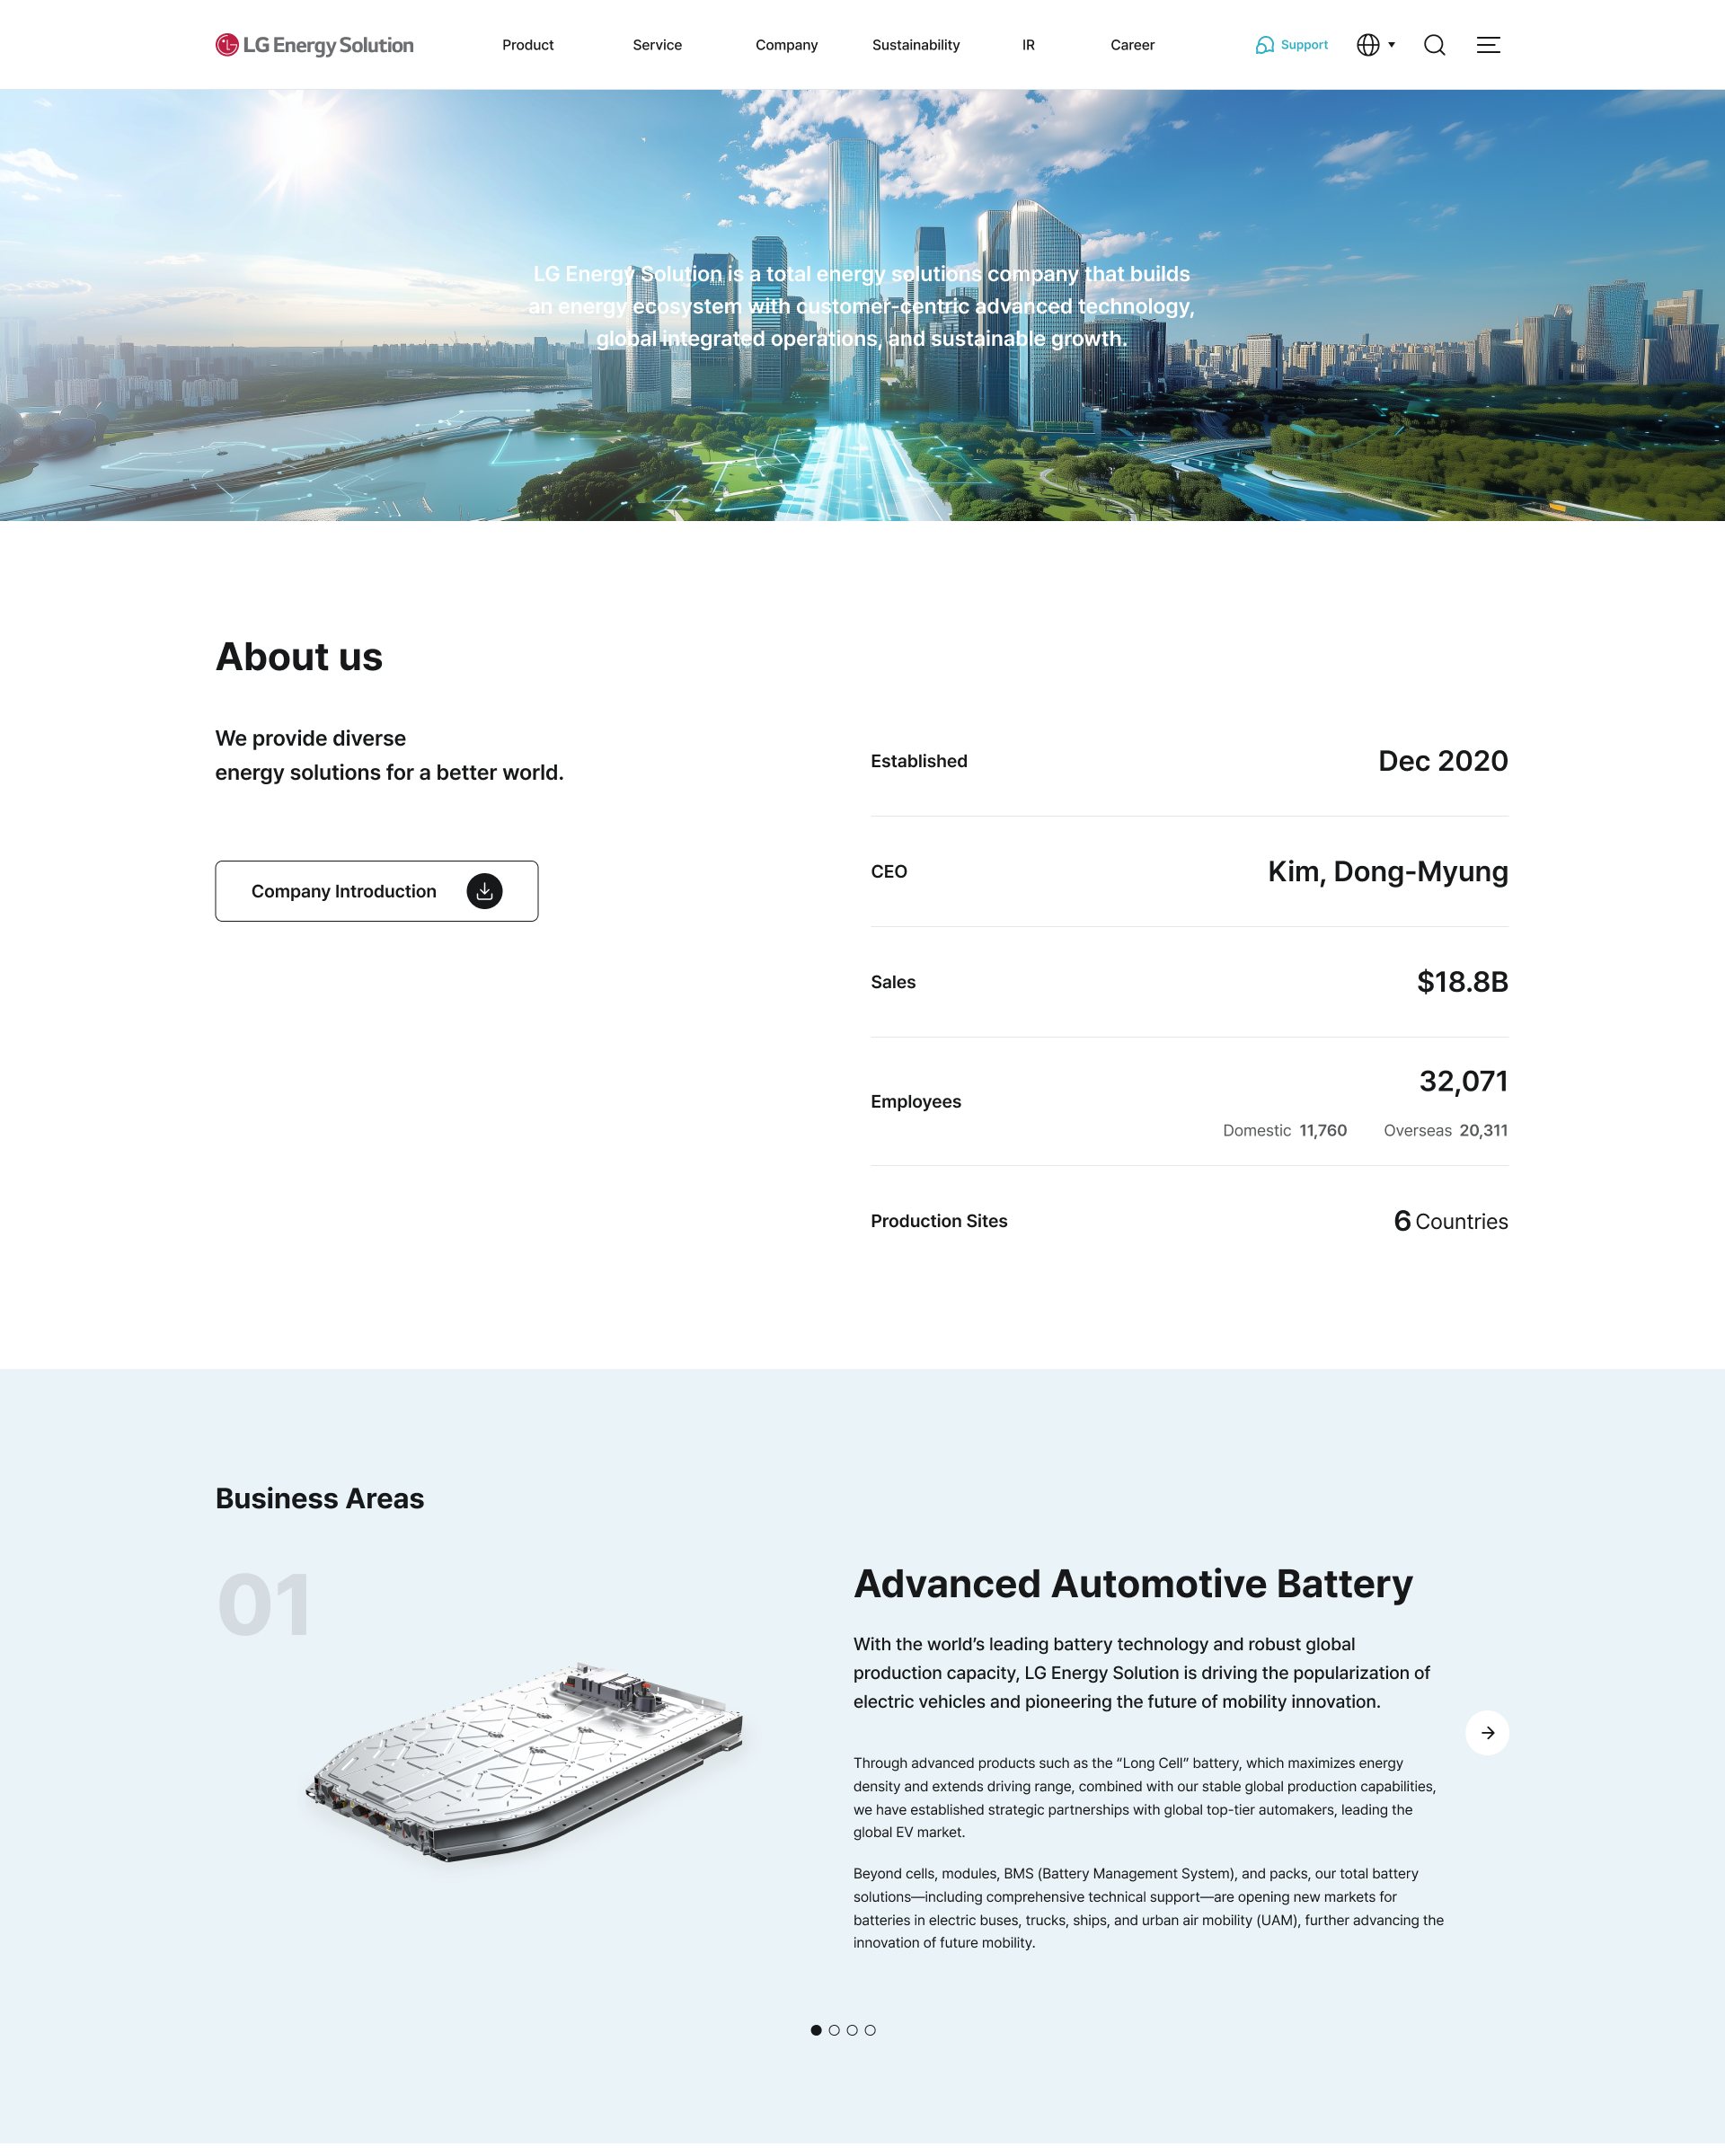 LG Energy Solution
Product
Service
Company
Sustainability
IR
Career
Support
LG Energy Solution is a total energy solutions company that builds
an energy ecosystem with customer-centric advanced technology,
global integrated operations, and sustainable growth.
About us
We provide diverse
energy solutions for a better world.
Company Introduction
Established
Dec 2020
CEO
Kim, Dong-Myung
Sales
$18.8B
Employees
32,071
Domestic 11,760 Overseas 20,311
Production Sites
6 Countries
Business Areas
01
Advanced Automotive Battery
With the world’s leading battery technology and robust global
production capacity, LG Energy Solution is driving the popularization of
electric vehicles and pioneering the future of mobility innovation.
Through advanced products such as the “Long Cell” battery, which maximizes energy
density and extends driving range, combined with our stable global production capabilities,
we have established strategic partnerships with global top-tier automakers, leading the
global EV market.
Beyond cells, modules, BMS (Battery Management System), and packs, our total battery
solutions—including comprehensive technical support—are opening new markets for
batteries in electric buses, trucks, ships, and urban air mobility (UAM), further advancing the
innovation of future mobility.